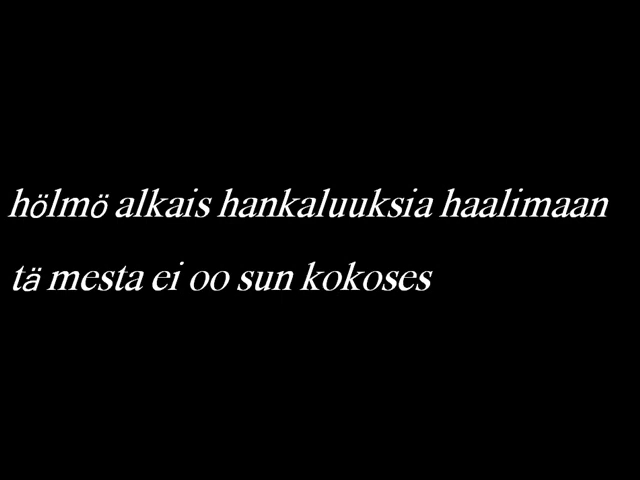 hölmö alkais hankaluuksia haalimaan
tä mesta ei oo sun kokoses